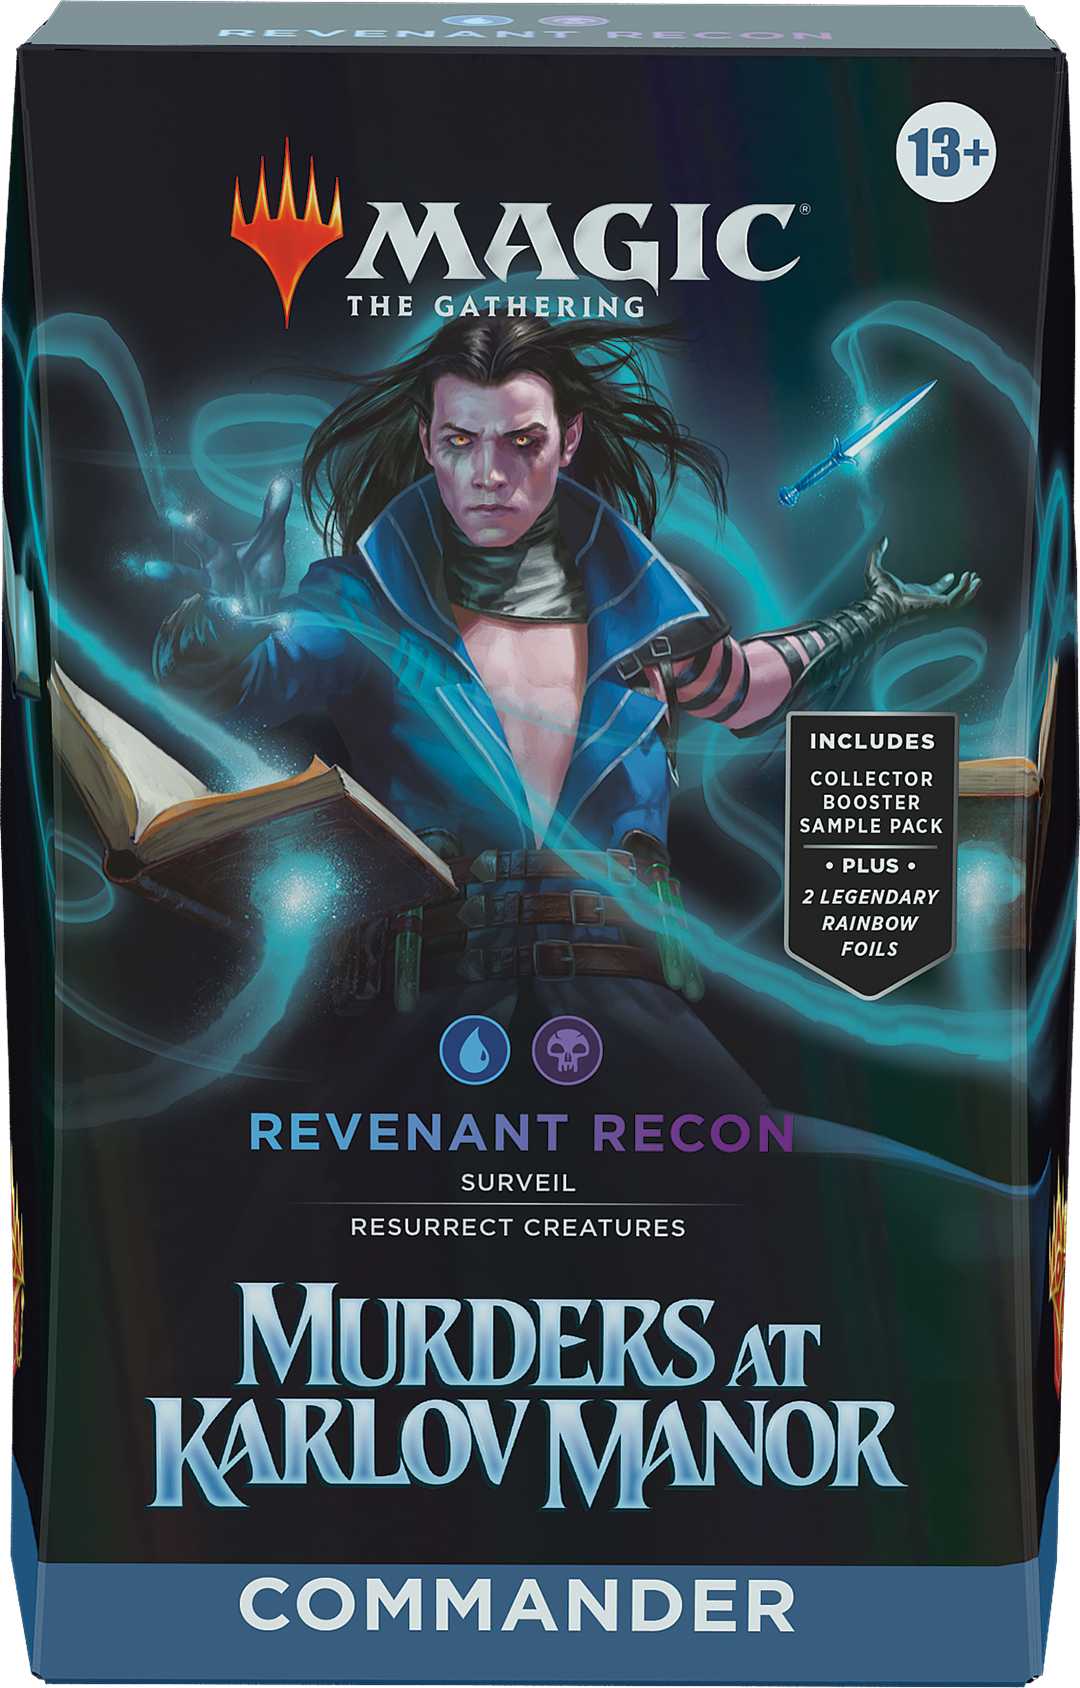 REVENANT RECON
13+
MAGIC®
THE GATHERING
INCLUDES
COLLECTOR
BOOSTER
SAMPLE PACK
• PLUS •
2 LEGENDARY
RAINBOW
FOILS
REVENANT RECON
SURVEIL
RESURRECT CREATURES
MURDERS AT
KARLOV MANOR
COMMANDER